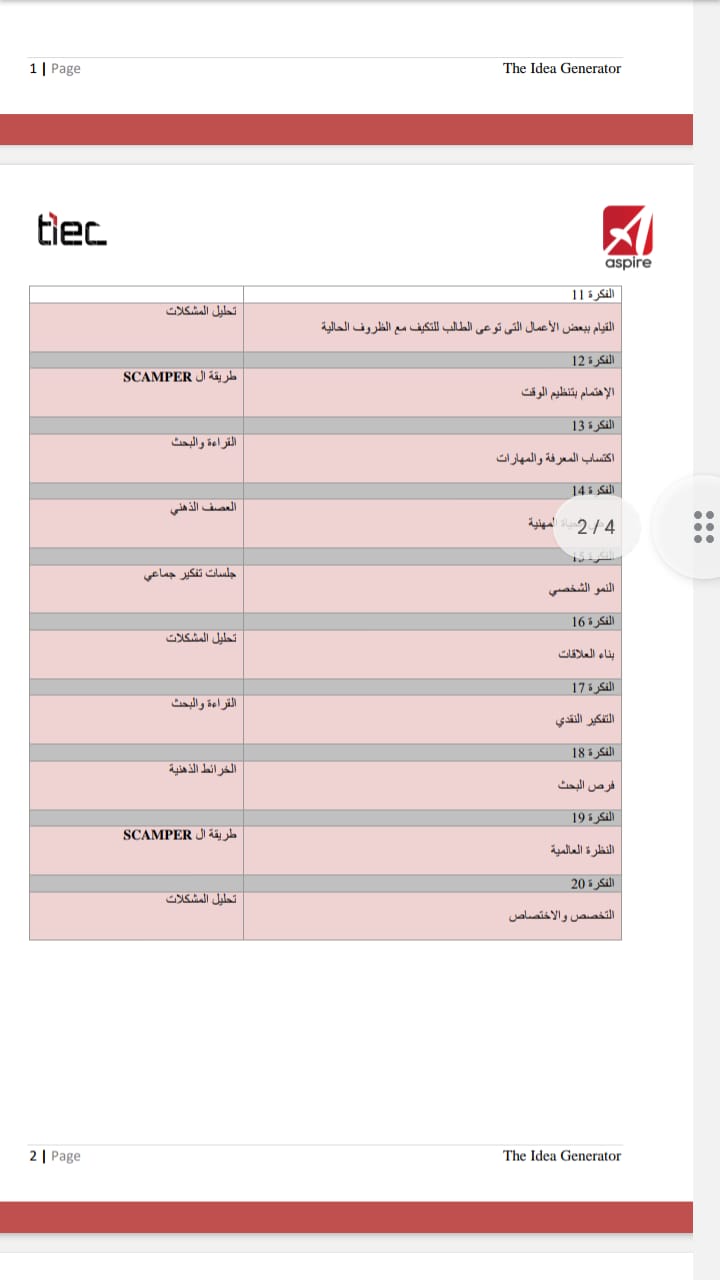 1 | Page The Idea Generator
tiec
aspire
الفكرة 11
القيام ببعض الأعمال التى توعى الطالب للتكيف مع الظروف الحالية
تحليل المشكلات
الفكرة 12
الإهتمام بتنظيم الوقت
طريقة ال SCAMPER
الفكرة 13
اكتساب المعرفة والمهارات
القراءة والبحث
الفكرة 14
المهنية
العصف الذهني
2/4
الفكرة 15
النمو الشخصي
جلسات تفكير جماعي
الفكرة 16
بناء العلاقات
تحليل المشكلات
الفكرة 17
التفكير النقدي
القراءة والبحث
الفكرة 18
فرص البحث
الخرائط الذهنية
الفكرة 19
النظرة العالمية
طريقة ال SCAMPER
الفكرة 20
التخصص والاختصاص
تحليل المشكلات
2 | Page The Idea Generator